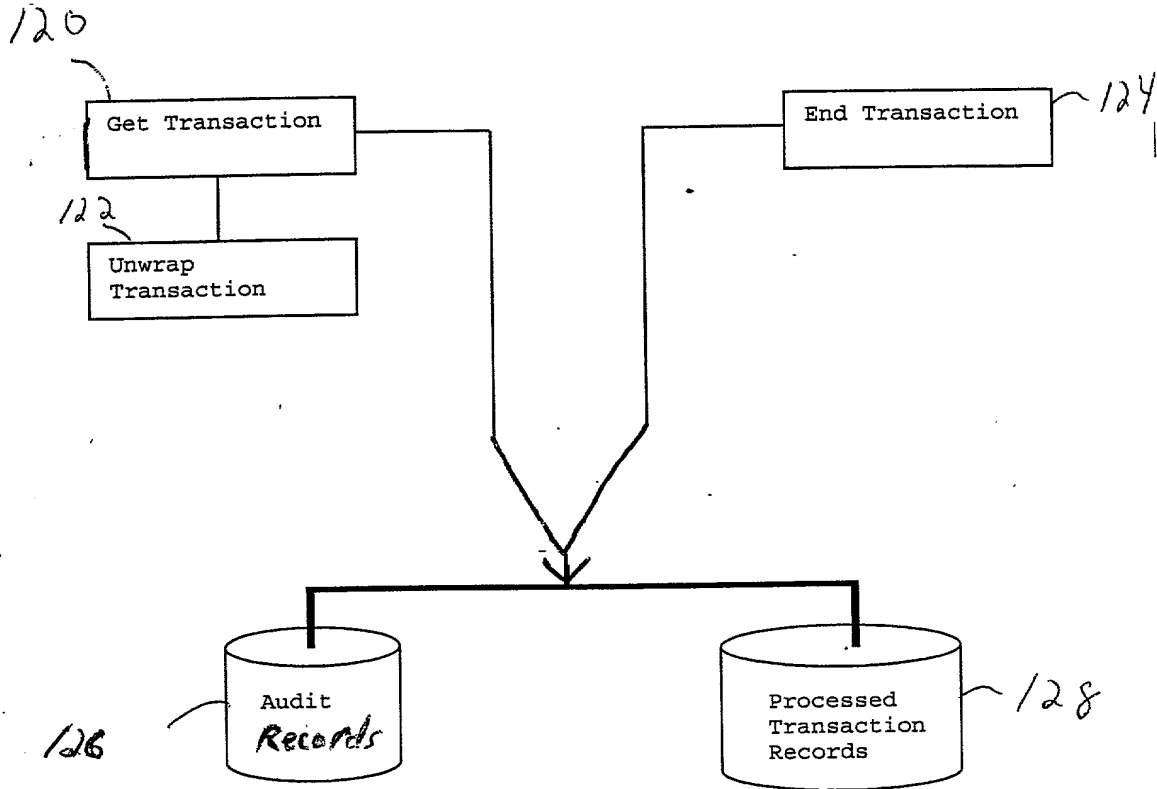 120
Get Transaction
End Transaction
124
122
Unwrap
Transaction
Audit
Records
126
Processed
Transaction
Records
128